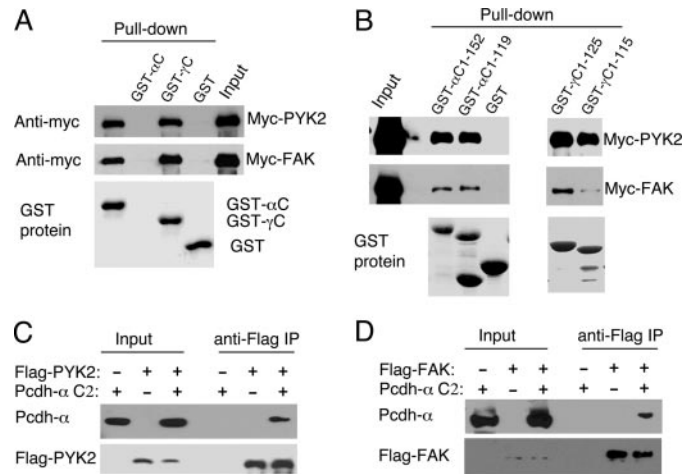 A
Pull-down
GST-αC
GST-γC
GST
Input
Anti-myc
Myc-PYK2
Anti-myc
Myc-FAK
GST protein
GST-αC
GST-γC
GST
B
Pull-down
Input
GST-αC1-152
GST-αC1-119
GST
GST-γC1-125
GST-γC1-115
Myc-PYK2
Myc-FAK
GST protein
C
Input anti-Flag IP
Flag-PYK2: – + + – + +
Pcdh-α C2: + – + + – +
Pcdh-α
Flag-PYK2
D
Input anti-Flag IP
Flag-FAK: – + + – + +
Pcdh-α C2: + – + + – +
Pcdh-α
Flag-FAK